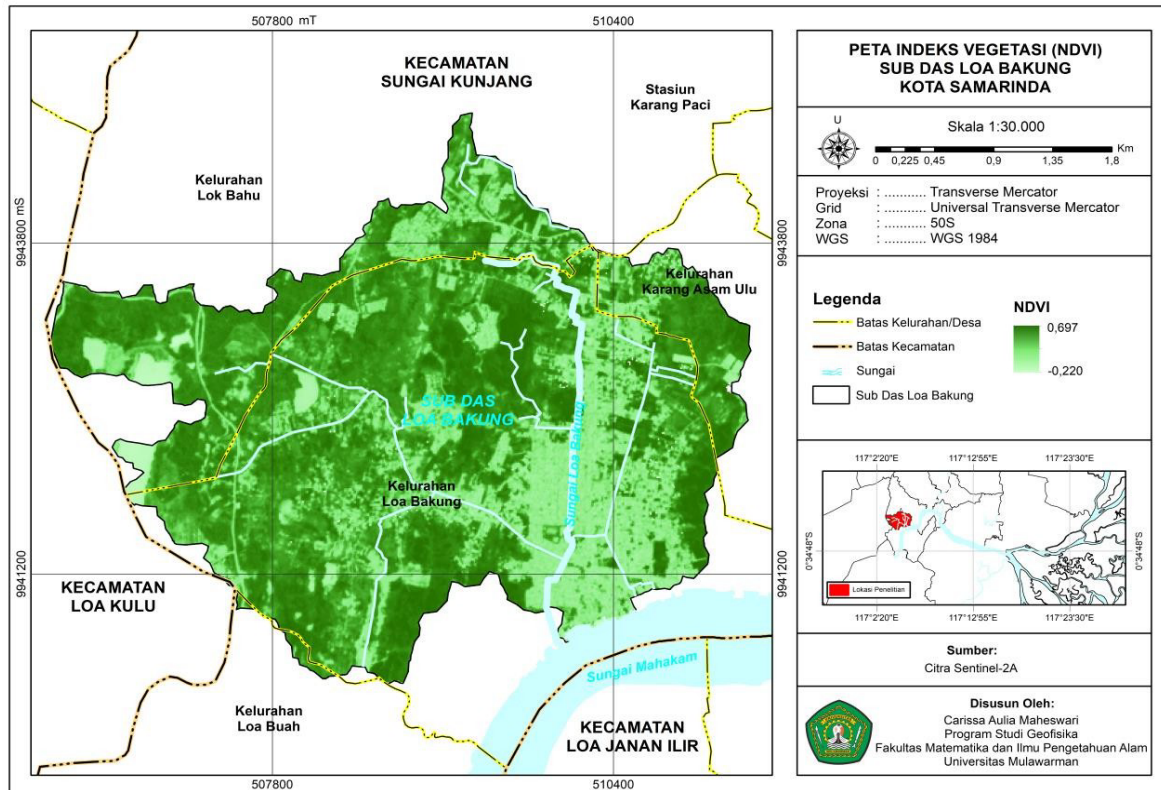 507800 mT
510400
9943800 mS
9943800
9941200
9941200
507800
510400
KECAMATAN
SUNGAI KUNJANG
Stasiun
Karang Paci
Kelurahan
Lok Bahu
Kelurahan
Karang Asam Ulu
SUB DAS
LOA BAKUNG
Sungai Loa Bakung
Kelurahan
Loa Bakung
KECAMATAN
LOA KULU
Sungai Mahakam
Kelurahan
Loa Buah
KECAMATAN
LOA JANAN ILIR
PETA INDEKS VEGETASI (NDVI)
SUB DAS LOA BAKUNG
KOTA SAMARINDA
U
Skala 1:30.000
Km
0 0,225 0,45 0,9 1,35 1,8
Proyeksi : .......... Transverse Mercator
Grid : .......... Universal Transverse Mercator
Zona : .......... 50S
WGS : .......... WGS 1984
Legenda
Batas Kelurahan/Desa
Batas Kecamatan
Sungai
Sub Das Loa Bakung
NDVI
0,697
-0,220
117°2'20"E 117°12'55"E 117°23'30"E
0°34'48"S
0°34'48"S
Lokasi Penelitian
117°2'20"E 117°12'55"E 117°23'30"E
Sumber:
Citra Sentinel-2A
Disusun Oleh:
Carissa Aulia Maheswari
Program Studi Geofisika
Fakultas Matematika dan Ilmu Pengetahuan Alam
Universitas Mulawarman